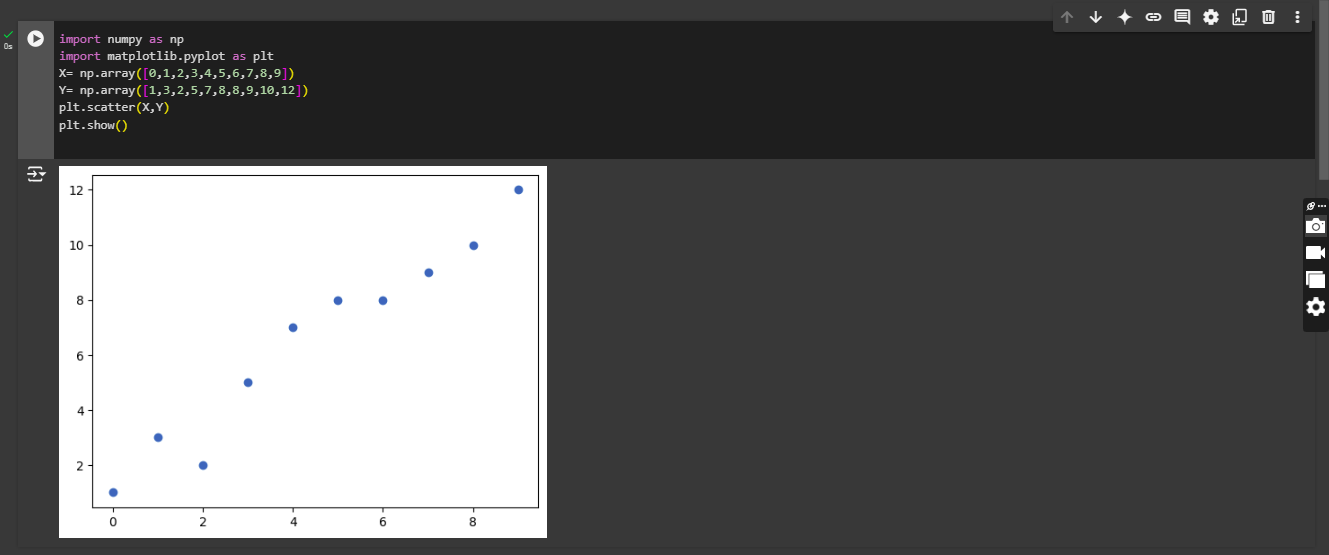 0s
import numpy as np
import matplotlib.pyplot as plt
X= np.array([0,1,2,3,4,5,6,7,8,9])
Y= np.array([1,3,2,5,7,8,8,9,10,12])
plt.scatter(X,Y)
plt.show()
12
10
8
6
4
2
0 2 4 6 8